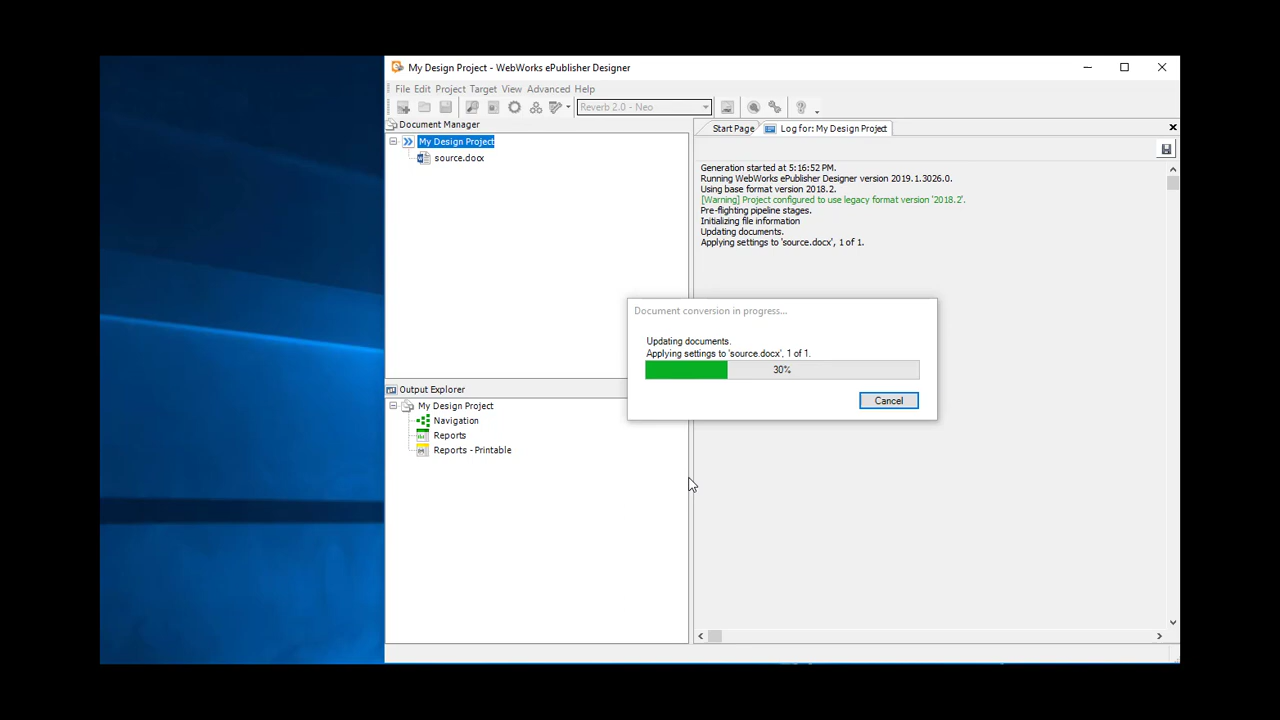 My Design Project - WebWorks ePublisher Designer
File Edit Project Target View Advanced Help
Reverb 2.0 - Neo
Document Manager
My Design Project
source.docx
Start Page
Log for: My Design Project
Generation started at 5:16:52 PM.
Running WebWorks ePublisher Designer version 2019.1.3026.0.
Using base format version 2018.2.
[Warning] Project configured to use legacy format version '2018.2'.
Pre-flighting pipeline stages.
Initializing file information
Updating documents.
Applying settings to 'source.docx', 1 of 1.
Document conversion in progress...
Updating documents.
Applying settings to 'source.docx', 1 of 1.
30%
Cancel
Output Explorer
My Design Project
Navigation
Reports
Reports - Printable